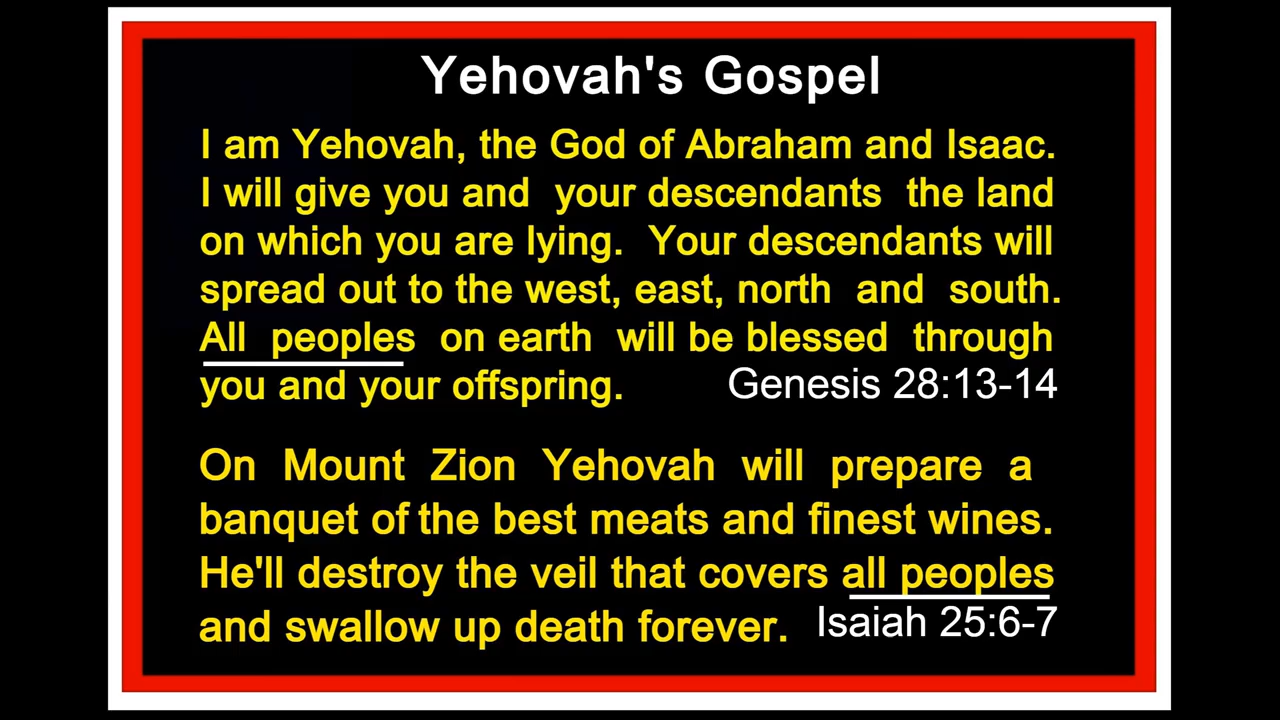 Yehovah's Gospel
I am Yehovah, the God of Abraham and Isaac.
I will give you and your descendants the land
on which you are lying. Your descendants will
spread out to the west, east, north and south.
All peoples on earth will be blessed through
you and your offspring. Genesis 28:13-14
On Mount Zion Yehovah will prepare a
banquet of the best meats and finest wines.
He'll destroy the veil that covers all peoples
and swallow up death forever. Isaiah 25:6-7